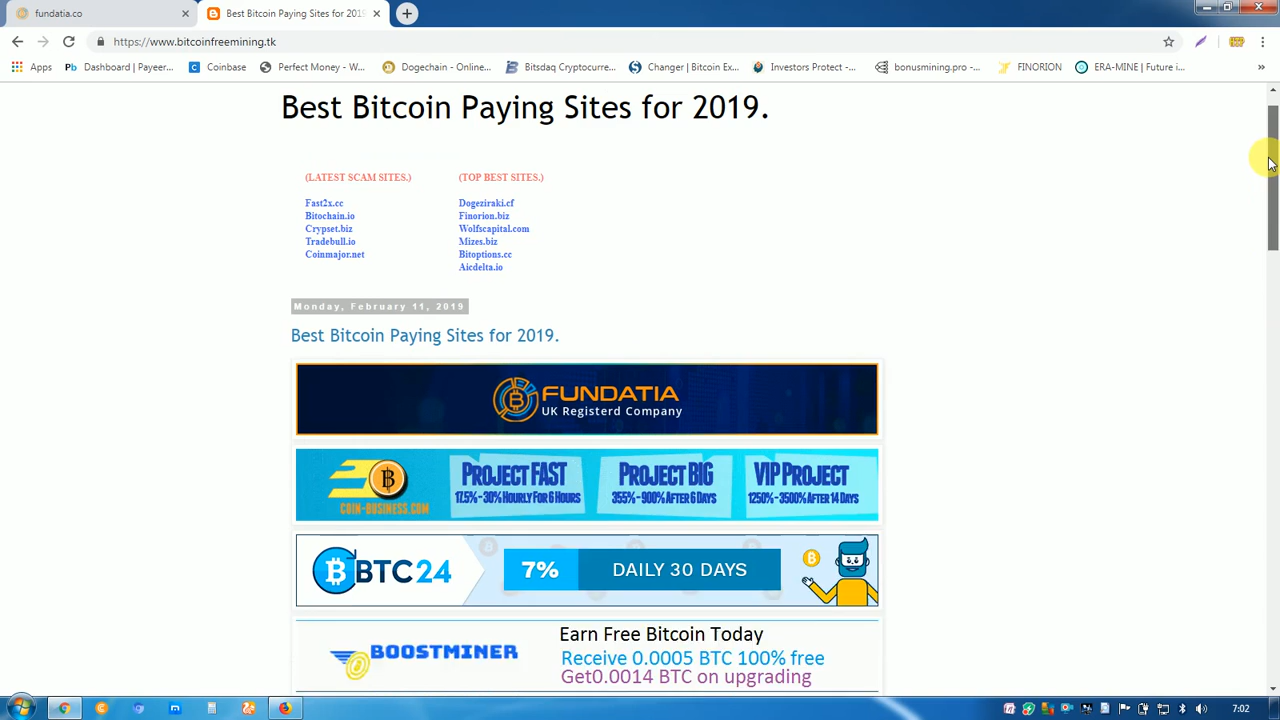 fundatia.co
Best Bitcoin Paying Sites for 2019
https://www.bitcoinfreemining.tk
Apps
Dashboard | Payeer...
Coinbase
Perfect Money - W...
Dogechain - Online...
Bitsdaq Cryptocurre...
Changer | Bitcoin Ex...
Investors Protect -...
bonusmining.pro -...
FINORION
ERA-MINE | Future i...
Best Bitcoin Paying Sites for 2019.
(LATEST SCAM SITES.)
Fast2x.cc
Bitochain.io
Crypset.biz
Tradebull.io
Coinmajor.net
(TOP BEST SITES.)
Dogeziraki.cf
Finorion.biz
Wolfscapital.com
Mizes.biz
Bitoptions.cc
Aicdelta.io
Monday, February 11, 2019
Best Bitcoin Paying Sites for 2019.
FUNDATIA
UK Registerd Company
COIN-BUSINESS.COM
PROJECT FAST
17.5% - 30% HOURLY FOR 6 HOURS
PROJECT BIG
355% - 900% AFTER 6 DAYS
VIP PROJECT
1250% - 3500% AFTER 14 DAYS
BTC24
7%
DAILY 30 DAYS
BOOSTMINER
Earn Free Bitcoin Today
Receive 0.0005 BTC 100% free
Get0.0014 BTC on upgrading
7:02